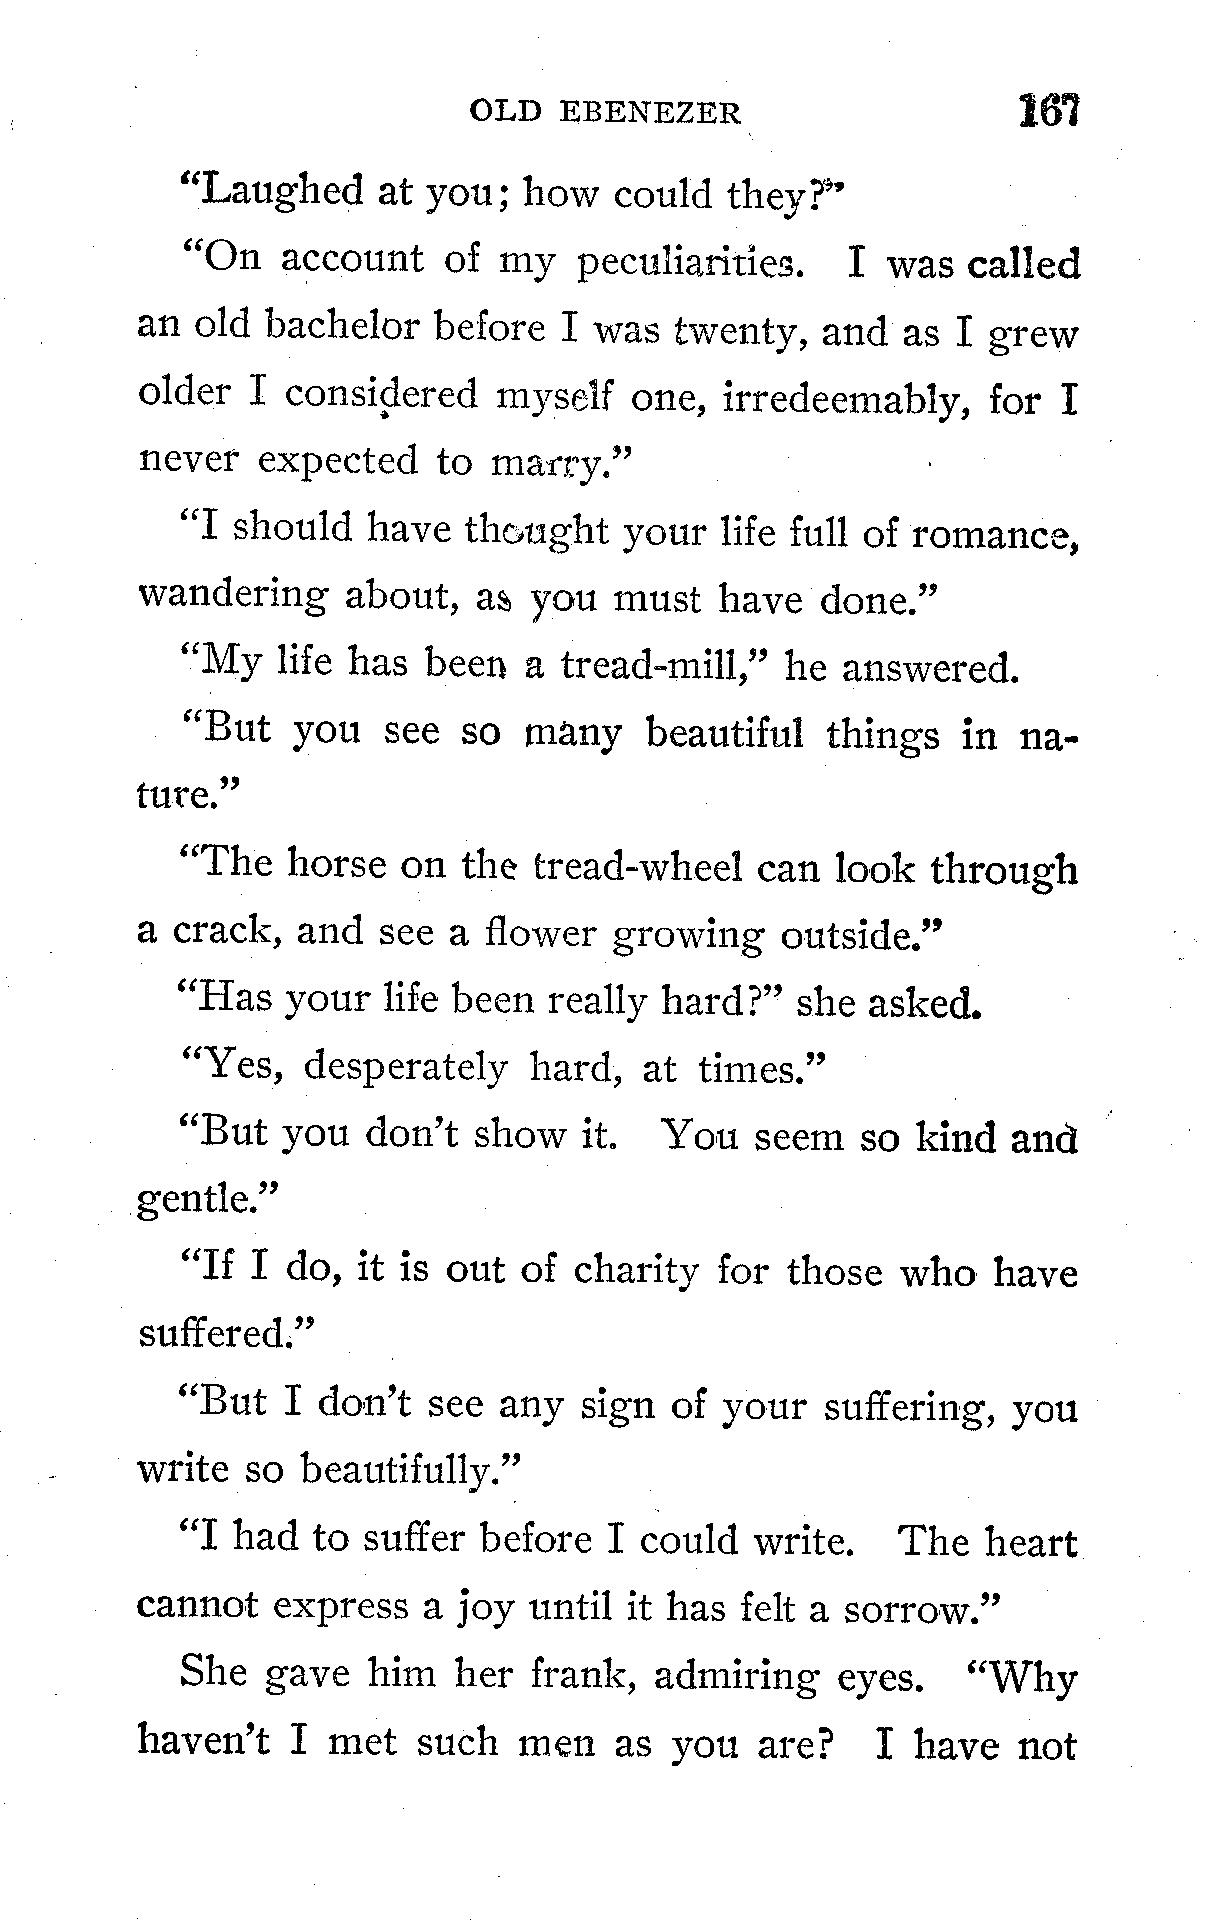 OLD EBENEZER 167
“Laughed at you; how could they?”
“On account of my peculiarities. I was called
an old bachelor before I was twenty, and as I grew
older I considered myself one, irredeemably, for I
never expected to marry.”
“I should have thought your life full of romance,
wandering about, as you must have done.”
“My life has been a tread-mill,” he answered.
“But you see so many beautiful things in na-
ture.”
“The horse on the tread-wheel can look through
a crack, and see a flower growing outside.”
“Has your life been really hard?” she asked.
“Yes, desperately hard, at times.”
“But you don’t show it. You seem so kind and
gentle.”
“If I do, it is out of charity for those who have
suffered.”
“But I don’t see any sign of your suffering, you
write so beautifully.”
“I had to suffer before I could write. The heart
cannot express a joy until it has felt a sorrow.”
She gave him her frank, admiring eyes. “Why
haven’t I met such men as you are? I have not